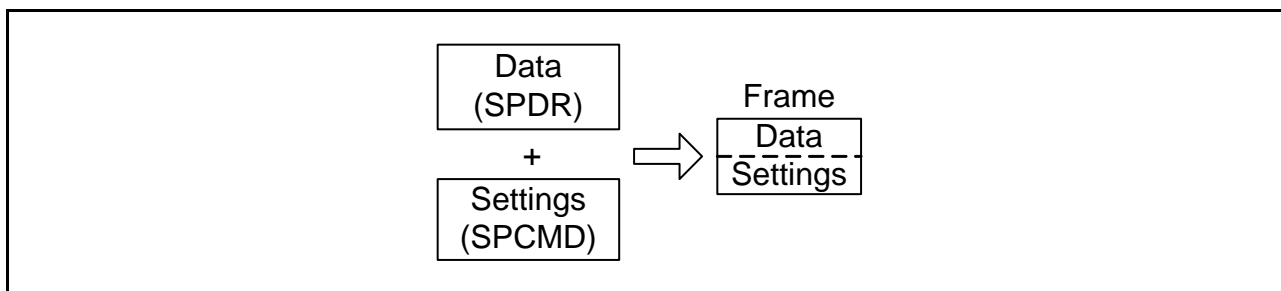 Data
(SPDR)
+
Settings
(SPCMD)
Frame
Data
Settings